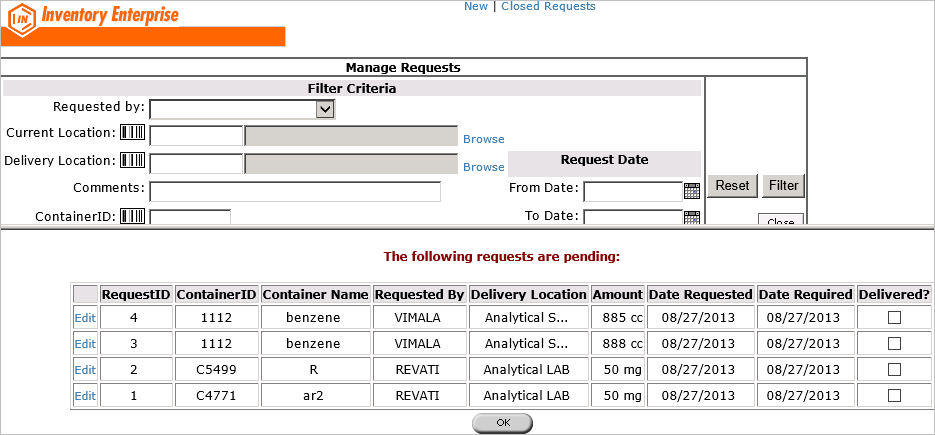 New | Closed Requests
IN Inventory Enterprise
Manage Requests
Filter Criteria
Requested by:
Current Location: Browse
Delivery Location: Browse Request Date
Comments: From Date: Reset Filter
ContainerID: To Date: Close
The following requests are pending:
RequestID ContainerID Container Name Requested By Delivery Location Amount Date Requested Date Required Delivered?
Edit 4 1112 benzene VIMALA Analytical S... 885 cc 08/27/2013 08/27/2013
Edit 3 1112 benzene VIMALA Analytical S... 888 cc 08/27/2013 08/27/2013
Edit 2 C5499 R REVATI Analytical LAB 50 mg 08/27/2013 08/27/2013
Edit 1 C4771 ar2 REVATI Analytical LAB 50 mg 08/27/2013 08/27/2013
OK